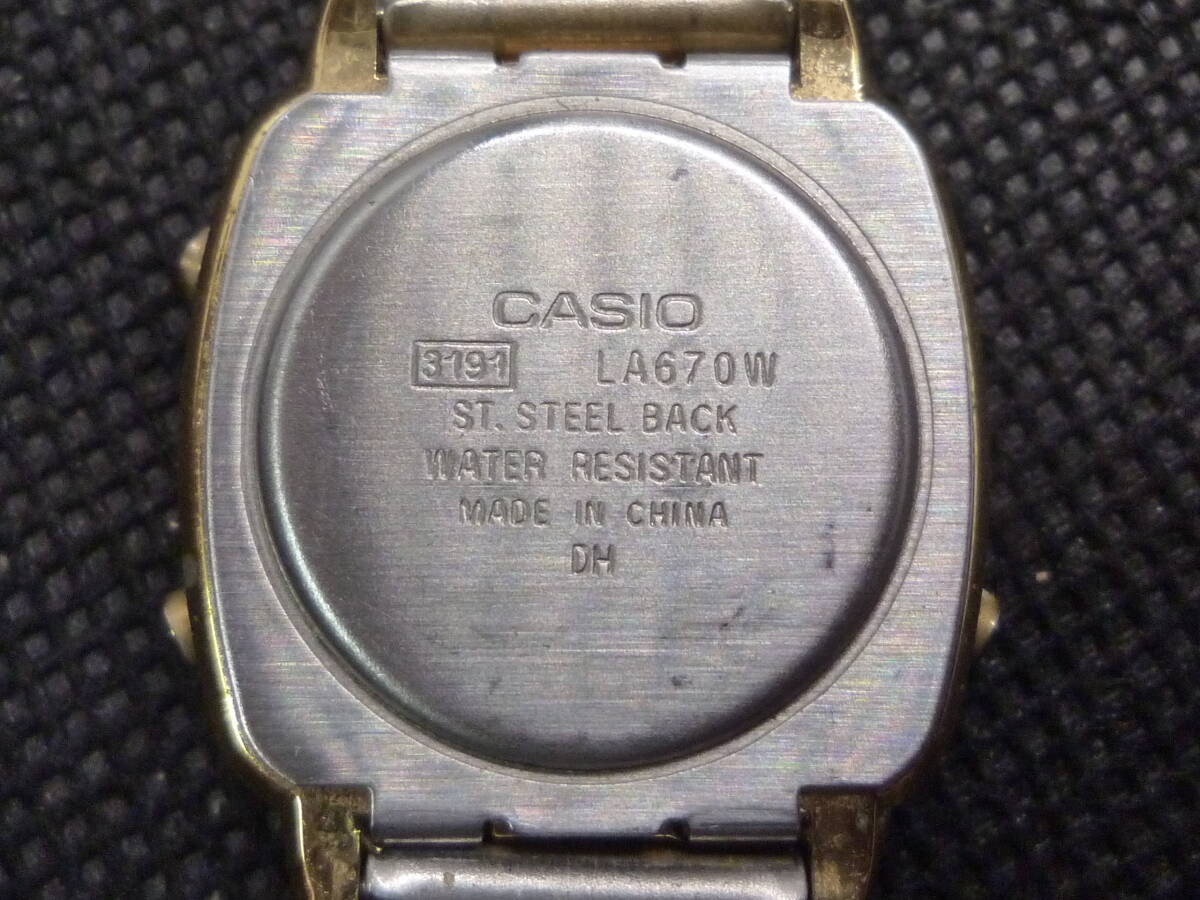 CASIO
3191 LA670W
ST. STEEL BACK
WATER RESISTANT
MADE IN CHINA
DH